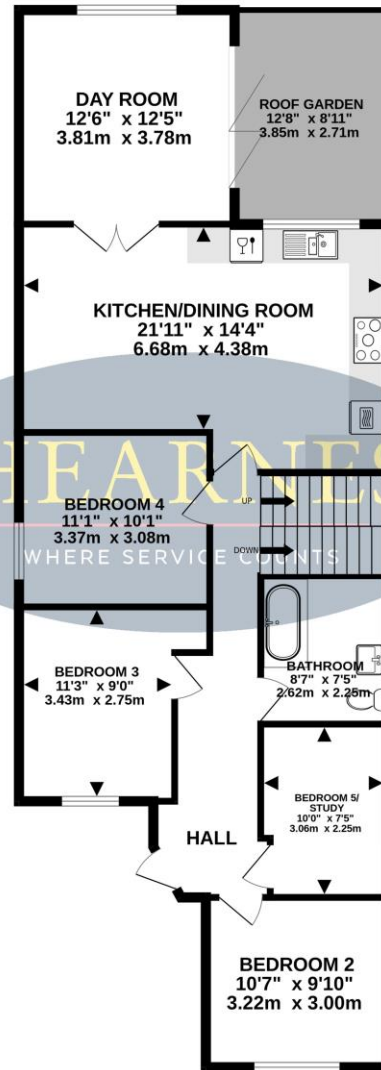 DAY ROOM
12'6" x 12'5"
3.81m x 3.78m
ROOF GARDEN
12'8" x 8'11"
3.85m x 2.71m
KITCHEN/DINING ROOM
21'11" x 14'4"
6.68m x 4.38m
HEARNES
WHERE SERVICE COUNTS
BEDROOM 4
11'1" x 10'1"
3.37m x 3.08m
UP
DOWN
BEDROOM 3
11'3" x 9'0"
3.43m x 2.75m
BATHROOM
8'7" x 7'5"
2.62m x 2.25m
BEDROOM 5/
STUDY
10'0" x 7'5"
3.06m x 2.25m
HALL
BEDROOM 2
10'7" x 9'10"
3.22m x 3.00m